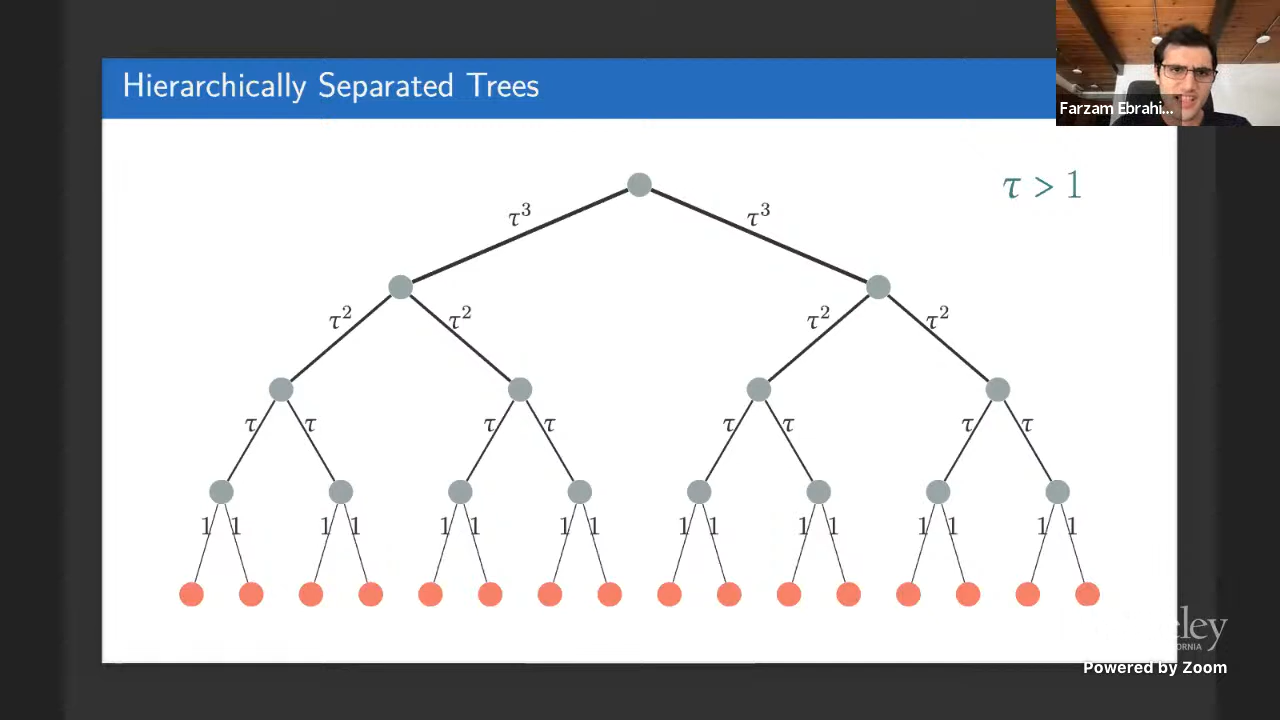 Hierarchically Separated Trees
Farzam Ebrahi...
τ > 1
τ³ τ³
τ² τ² τ² τ²
τ τ τ τ τ τ τ τ
1 1 1 1 1 1 1 1 1 1 1 1 1 1 1 1
Powered by Zoom